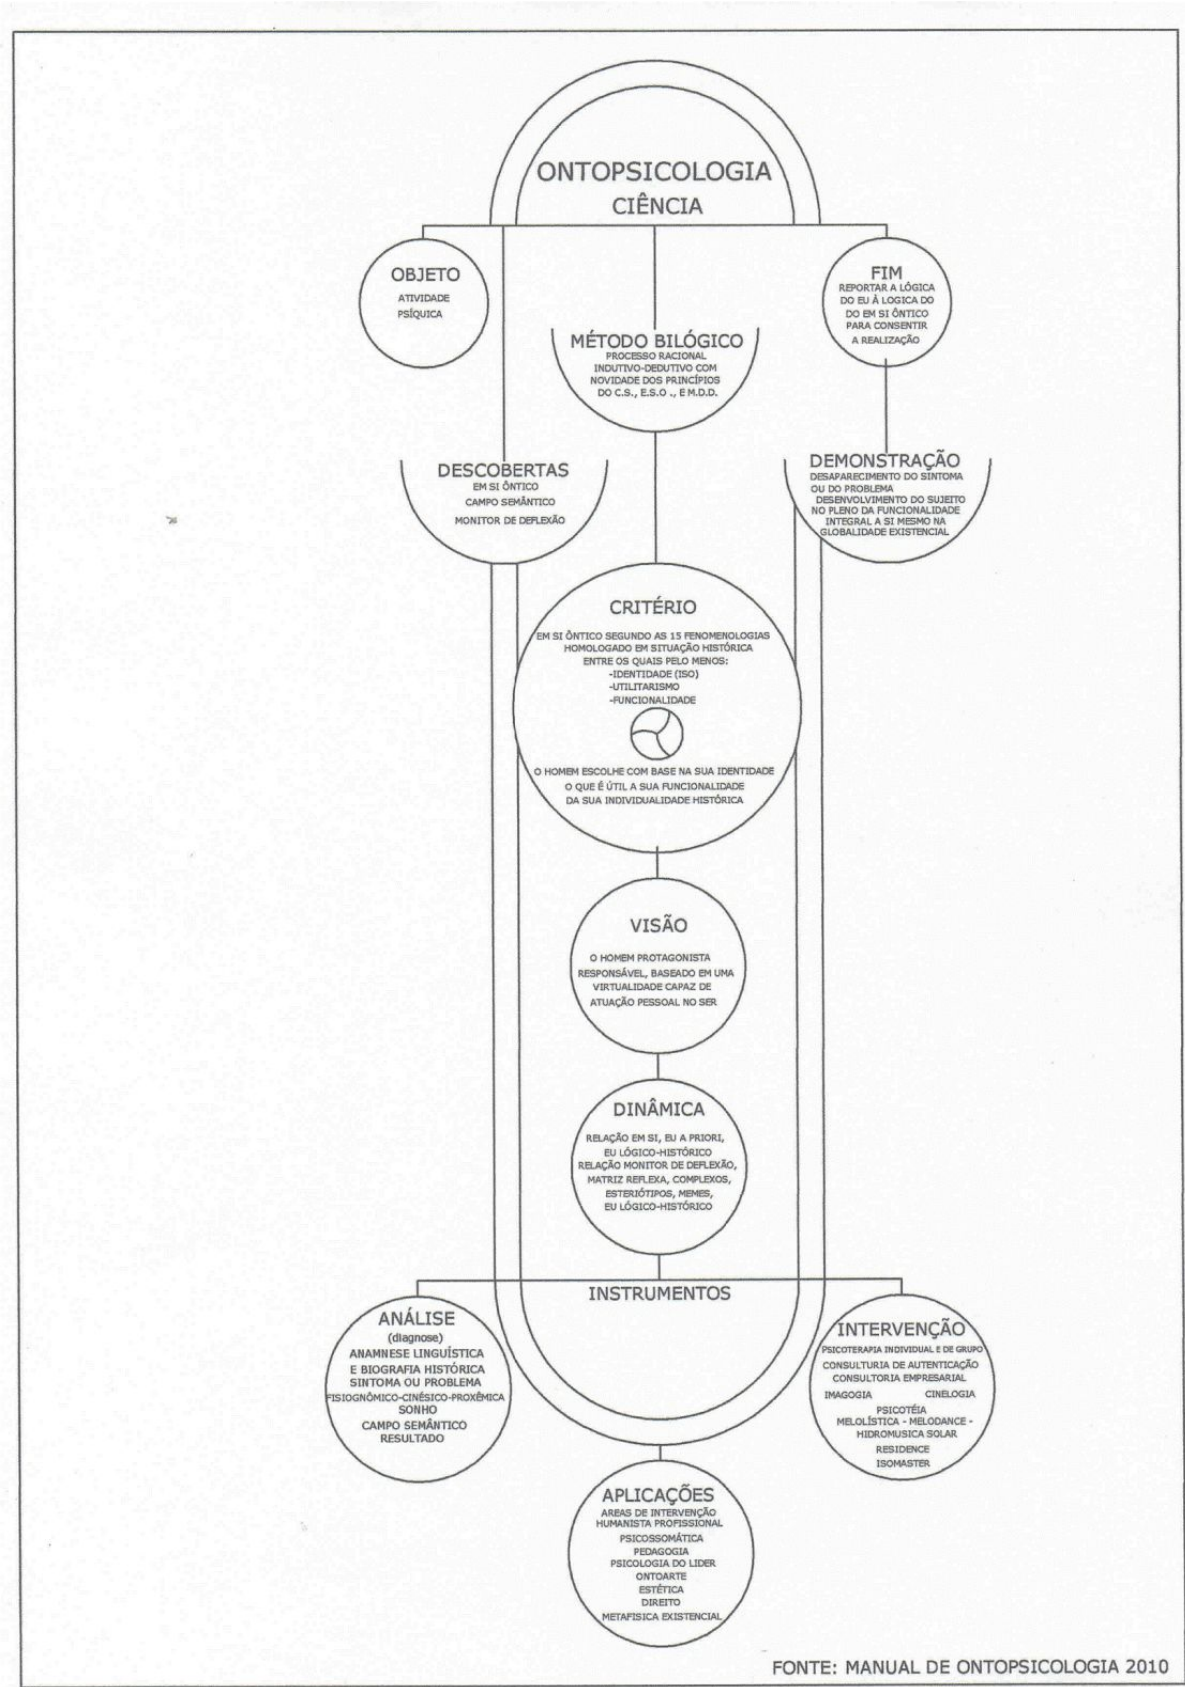 ONTOPSICOLOGIA
CIÊNCIA
OBJETO
ATIVIDADE
PSÍQUICA
FIM
REPORTAR A LÓGICA
DO EU À LOGICA DO
DO EM SI ÔNTICO
PARA CONSENTIR
A REALIZAÇÃO
MÉTODO BILÓGICO
PROCESSO RACIONAL
INDUTIVO-DEDUTIVO COM
NOVIDADE DOS PRINCÍPIOS
DO C.S., E.S.O ., E M.D.D.
DESCOBERTAS
EM SI ÔNTICO
CAMPO SEMÂNTICO
MONITOR DE DEFLEXÃO
DEMONSTRAÇÃO
DESAPARECIMENTO DO SINTOMA
OU DO PROBLEMA
DESENVOLVIMENTO DO SUJEITO
NO PLENO DA FUNCIONALIDADE
INTEGRAL A SI MESMO NA
GLOBALIDADE EXISTENCIAL
CRITÉRIO
EM SI ÔNTICO SEGUNDO AS 15 FENOMENOLOGIAS
HOMOLOGADO EM SITUAÇÃO HISTÓRICA
ENTRE OS QUAIS PELO MENOS:
-IDENTIDADE (ISO)
-UTILITARISMO
-FUNCIONALIDADE
O HOMEM ESCOLHE COM BASE NA SUA IDENTIDADE
O QUE É ÚTIL A SUA FUNCIONALIDADE
DA SUA INDIVIDUALIDADE HISTÓRICA
VISÃO
O HOMEM PROTAGONISTA
RESPONSÁVEL, BASEADO EM UMA
VIRTUALIDADE CAPAZ DE
ATUAÇÃO PESSOAL NO SER
DINÂMICA
RELAÇÃO EM SI, EU A PRIORI,
EU LÓGICO-HISTÓRICO
RELAÇÃO MONITOR DE DEFLEXÃO,
MATRIZ REFLEXA, COMPLEXOS,
ESTERIÓTIPOS, MEMES,
EU LÓGICO-HISTÓRICO
INSTRUMENTOS
ANÁLISE
(diagnose)
ANAMNESE LINGUÍSTICA
E BIOGRAFIA HISTÓRICA
SINTOMA OU PROBLEMA
FISIOGNÔMICO-CINÉSICO-PROXÊMICA
SONHO
CAMPO SEMÂNTICO
RESULTADO
INTERVENÇÃO
PSICOTERAPIA INDIVIDUAL E DE GRUPO
CONSULTURIA DE AUTENTICAÇÃO
CONSULTORIA EMPRESARIAL
IMAGOGIA CINELOGIA
PSICOTÉIA
MELOLÍSTICA - MELODANCE -
HIDROMUSICA SOLAR
RESIDENCE
ISOMASTER
APLICAÇÕES
AREAS DE INTERVENÇÃO
HUMANISTA PROFISSIONAL
PSICOSSOMÁTICA
PEDAGOGIA
PSICOLOGIA DO LIDER
ONTOARTE
ESTÉTICA
DIREITO
METAFISICA EXISTENCIAL
FONTE: MANUAL DE ONTOPSICOLOGIA 2010